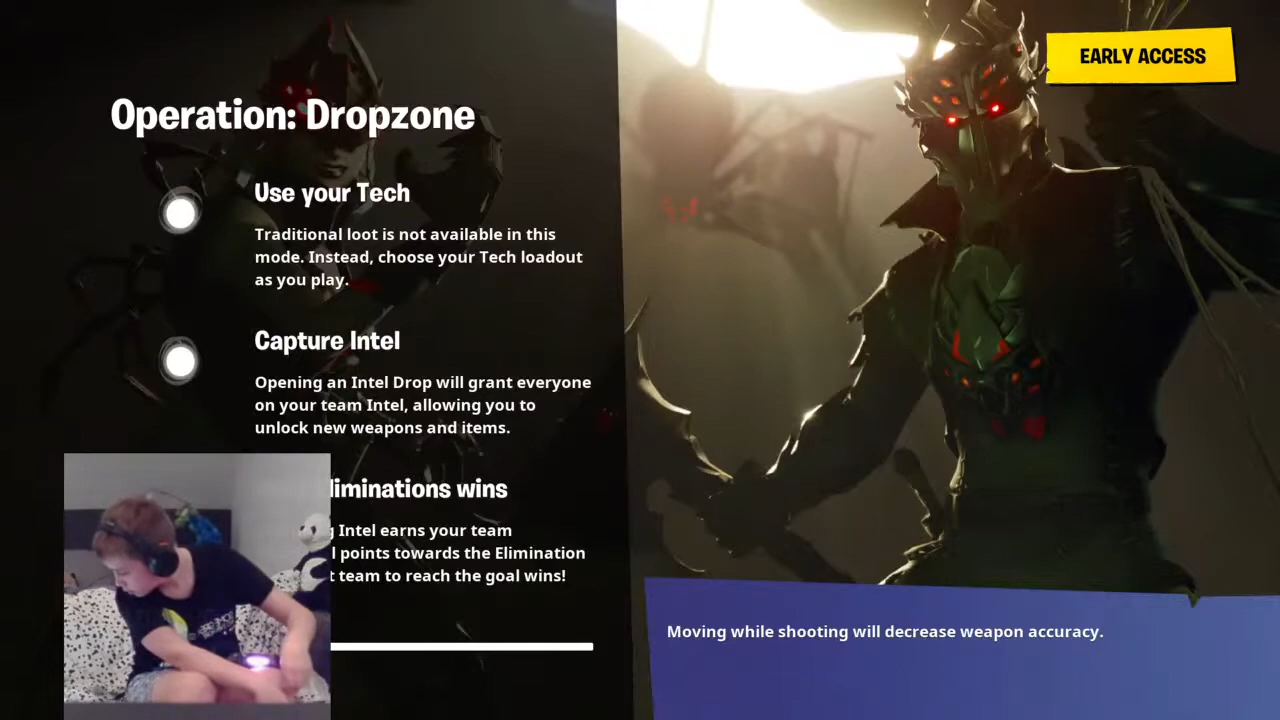 EARLY ACCESS
Operation: Dropzone
Use your Tech
Traditional loot is not available in this
mode. Instead, choose your Tech loadout
as you play.
Capture Intel
Opening an Intel Drop will grant everyone
on your team Intel, allowing you to
unlock new weapons and items.
liminations wins
Intel earns your team
points towards the Elimination
team to reach the goal wins!
Moving while shooting will decrease weapon accuracy.